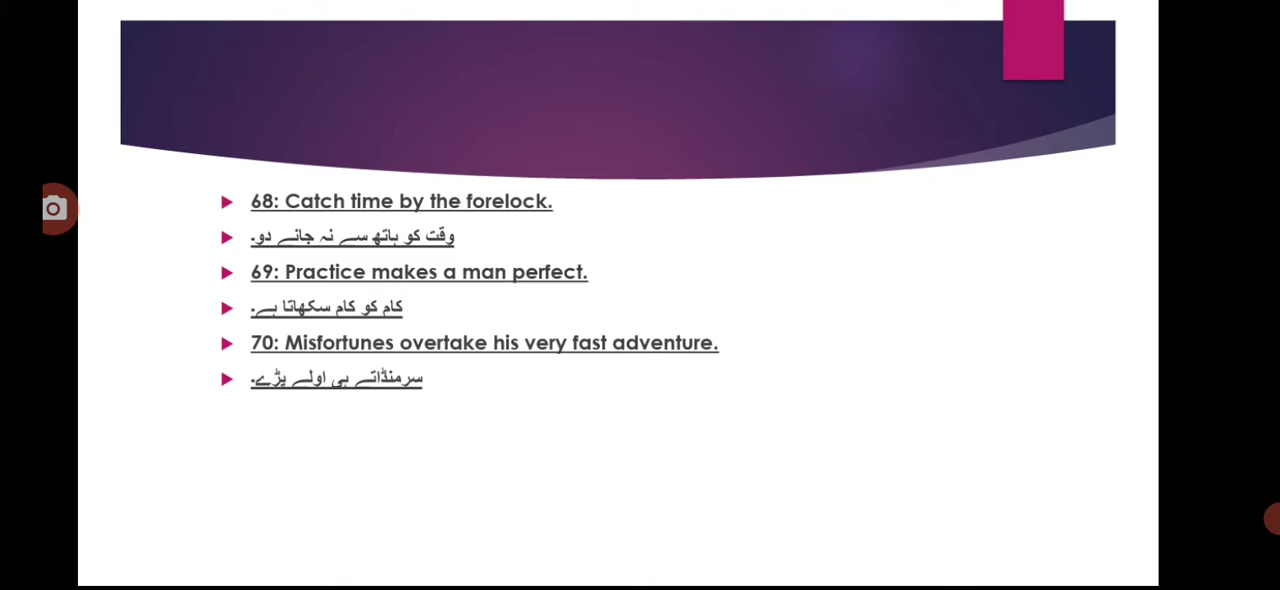 68: Catch time by the forelock.
وقت کو ہاتھ سے نہ جانے دو۔
69: Practice makes a man perfect.
کام کو کام سکھاتا ہے۔
70: Misfortunes overtake his very fast adventure.
سرمنڈاتے ہی اولے پڑے۔